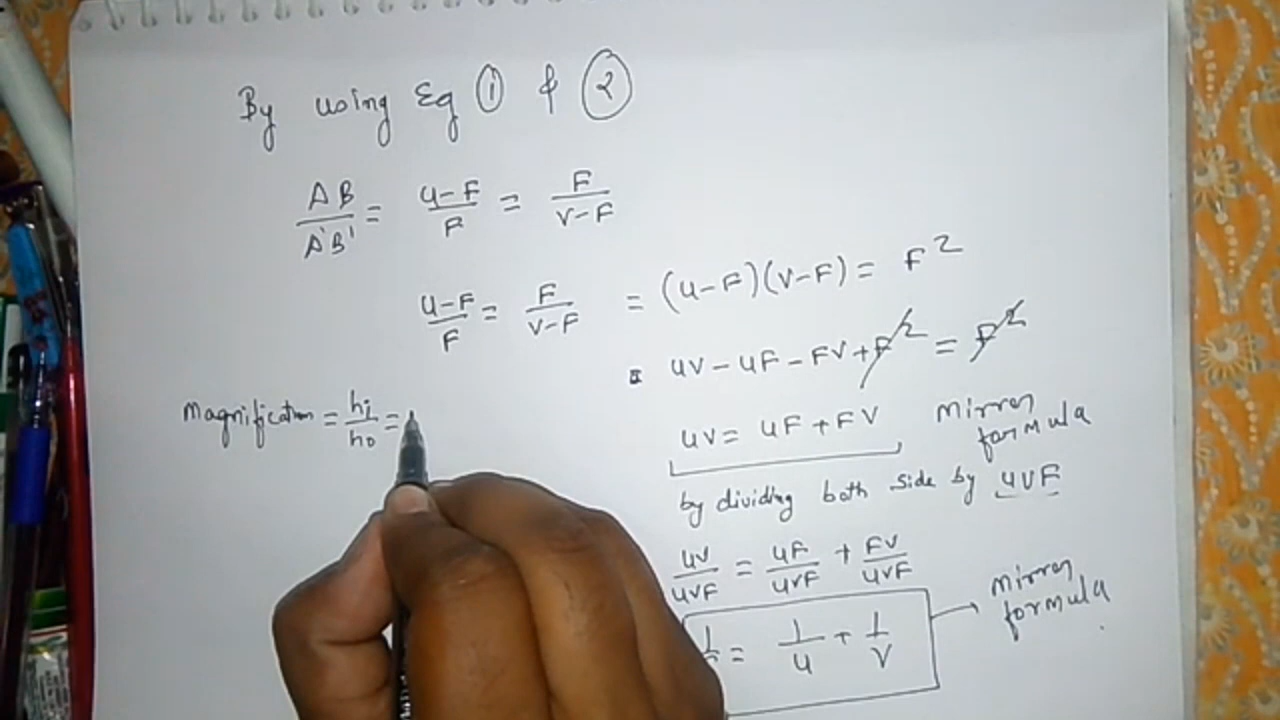 By using Eq ① & ②
AB/A'B' = u-F/F = F/v-F
u-F/F = F/v-F = (u-F)(v-F) = F²
uv - uF - Fv + F² = F²
Magnification = hi/ho =
uv = uF + Fv Mirror formula
by dividing both side by uvF
uv/uvF = uF/uvF + Fv/uvF
= 1/u + 1/v Mirror formula